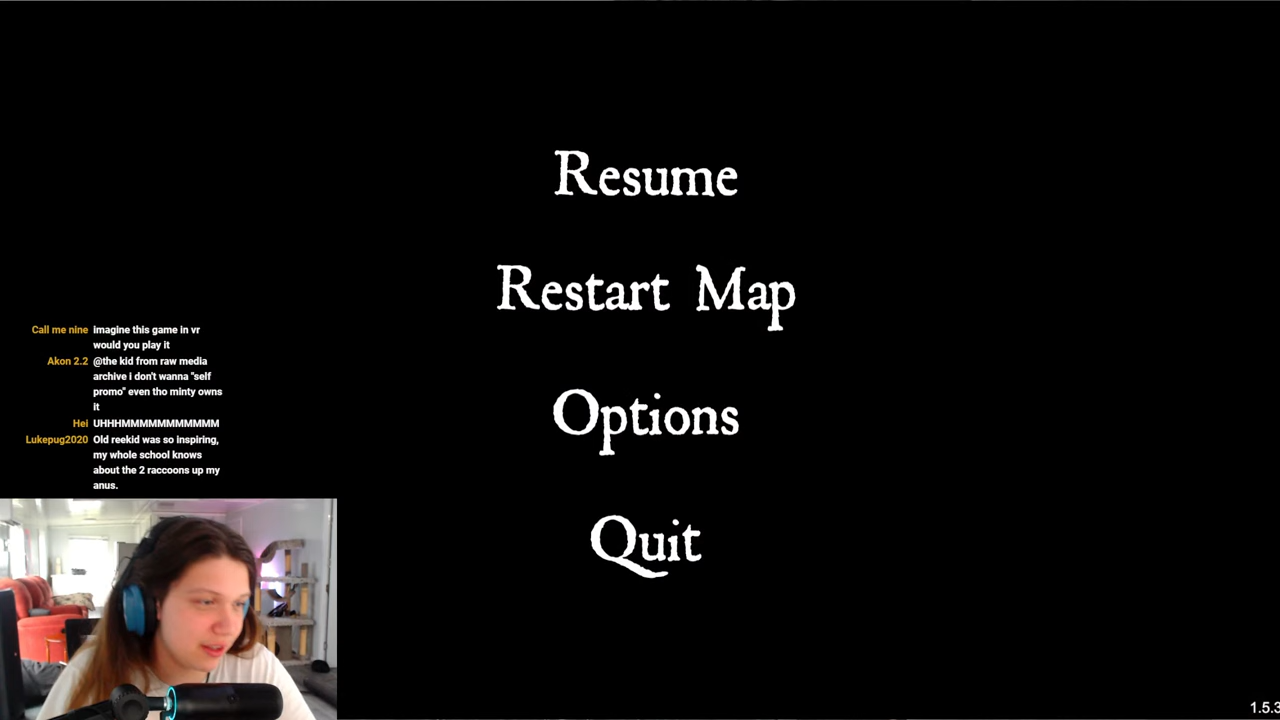 Resume
Restart Map
Options
Quit
Call me nine imagine this game in vr
would you play it
Akon 2.2 @the kid from raw media
archive i don't wanna "self
promo" even tho minty owns
it
Hei UHHHMMMMMMMMMMM
Lukepug2020 Old reekid was so inspiring,
my whole school knows
about the 2 raccoons up my
anus.
1.5.3